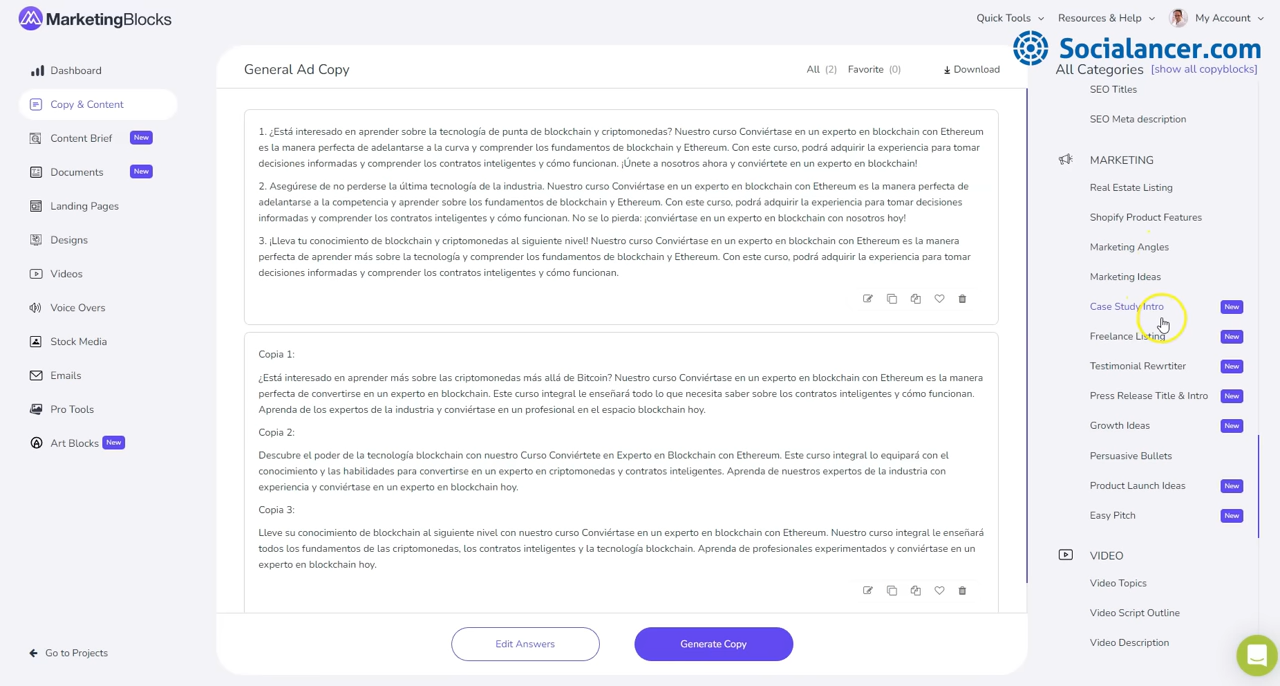 MarketingBlocks
Quick Tools
Resources & Help
My Account
Socialancer.com
Dashboard
Copy & Content
Content Brief New
Documents New
Landing Pages
Designs
Videos
Voice Overs
Stock Media
Emails
Pro Tools
Art Blocks New
Go to Projects
General Ad Copy
All (2) Favorite (0) Download
1. ¿Está interesado en aprender sobre la tecnología de punta de blockchain y criptomonedas? Nuestro curso Conviértase en un experto en blockchain con Ethereum
es la manera perfecta de adelantarse a la curva y comprender los fundamentos de blockchain y Ethereum. Con este curso, podrá adquirir la experiencia para tomar
decisiones informadas y comprender los contratos inteligentes y cómo funcionan. ¡Únete a nosotros ahora y conviértete en un experto en blockchain!
2. Asegúrese de no perderse la última tecnología de la industria. Nuestro curso Conviértase en un experto en blockchain con Ethereum es la manera perfecta de
adelantarse a la competencia y aprender sobre los fundamentos de blockchain y Ethereum. Con este curso, podrá adquirir la experiencia para tomar decisiones
informadas y comprender los contratos inteligentes y cómo funcionan. No se lo pierda: ¡conviértase en un experto en blockchain con nosotros hoy!
3. ¡Lleva tu conocimiento de blockchain y criptomonedas al siguiente nivel! Nuestro curso Conviértase en un experto en blockchain con Ethereum es la manera
perfecta de aprender más sobre la tecnología y comprender los fundamentos de blockchain y Ethereum. Con este curso, podrá adquirir la experiencia para tomar
decisiones informadas y comprender los contratos inteligentes y cómo funcionan.
Copia 1:
¿Está interesado en aprender más sobre las criptomonedas más allá de Bitcoin? Nuestro curso Conviértase en un experto en blockchain con Ethereum es la manera
perfecta de convertirse en un experto en blockchain. Este curso integral le enseñará todo lo que necesita saber sobre los contratos inteligentes y cómo funcionan.
Aprenda de los expertos de la industria y conviértase en un profesional en el espacio blockchain hoy.
Copia 2:
Descubre el poder de la tecnología blockchain con nuestro Curso Conviértete en Experto en Blockchain con Ethereum. Este curso integral lo equipará con el
conocimiento y las habilidades para convertirse en un experto en criptomonedas y contratos inteligentes. Aprenda de nuestros expertos de la industria con
experiencia y conviértase en un experto en blockchain hoy.
Copia 3:
Lleve su conocimiento de blockchain al siguiente nivel con nuestro curso Conviértase en un experto en blockchain con Ethereum. Nuestro curso integral le enseñará
todos los fundamentos de las criptomonedas, los contratos inteligentes y la tecnología blockchain. Aprenda de profesionales experimentados y conviértase en un
experto en blockchain hoy.
Edit Answers
Generate Copy
All Categories [show all copyblocks]
SEO Titles
SEO Meta description
MARKETING
Real Estate Listing
Shopify Product Features
Marketing Angles
Marketing Ideas
Case Study Intro New
Freelance Listing New
Testimonial Rewrtiter New
Press Release Title & Intro New
Growth Ideas New
Persuasive Bullets
Product Launch Ideas New
Easy Pitch New
VIDEO
Video Topics
Video Script Outline
Video Description